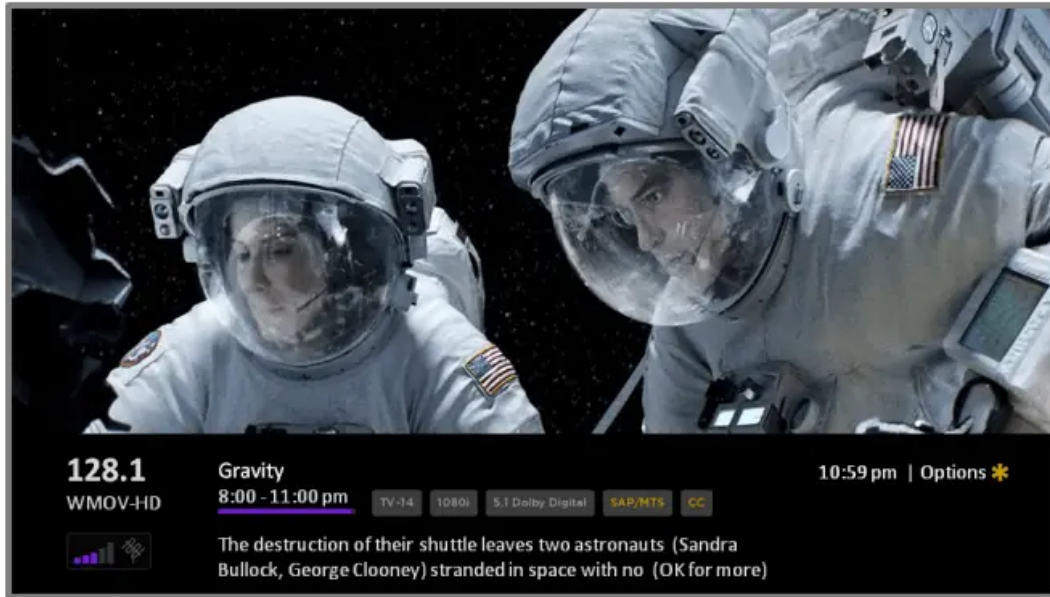 128.1
WMOV-HD
Gravity
8:00 - 11:00 pm
TV-14
1080i
5.1 Dolby Digital
SAP/MTS
CC
10:59 pm | Options *
The destruction of their shuttle leaves two astronauts (Sandra
Bullock, George Clooney) stranded in space with no (OK for more)